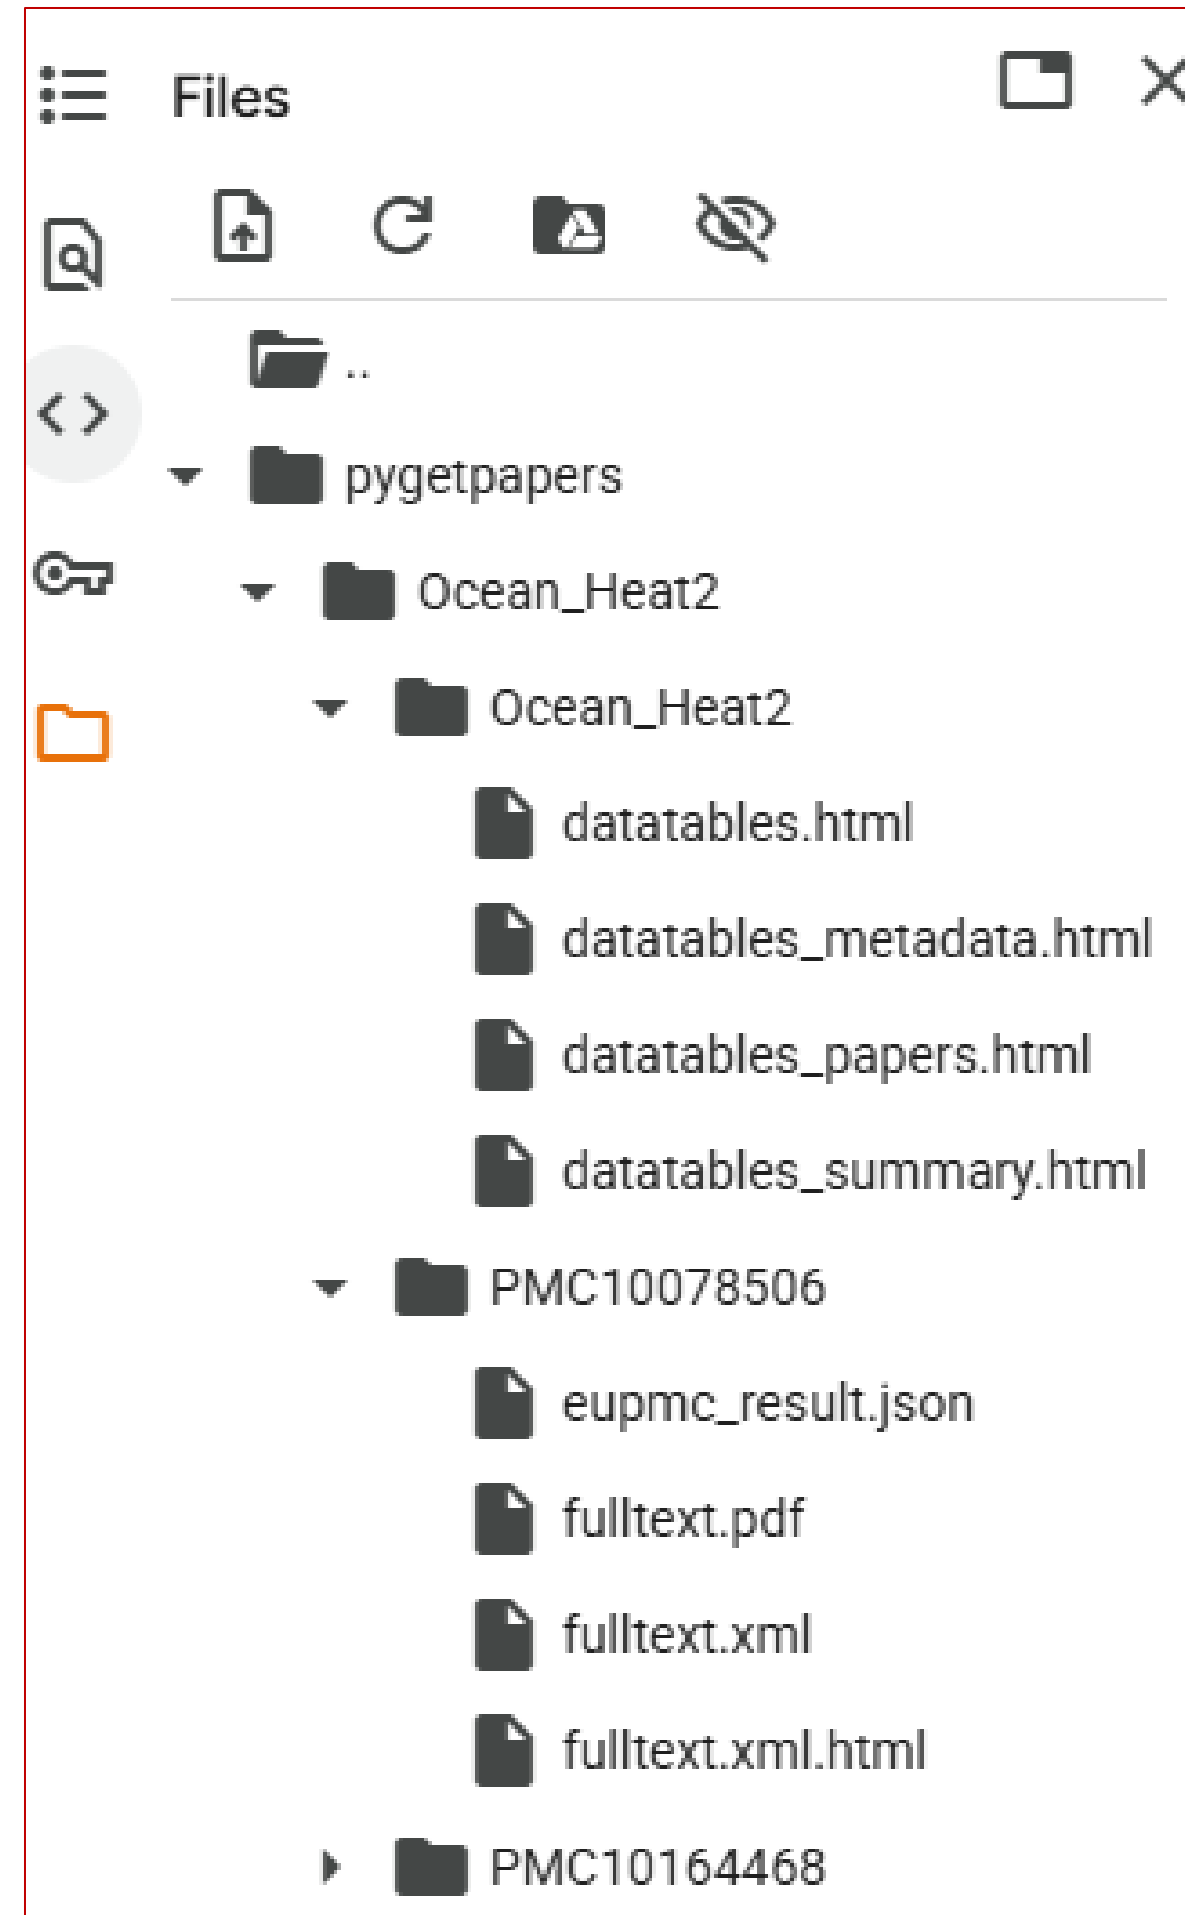 Files
..
pygetpapers
Ocean_Heat2
Ocean_Heat2
datatables.html
datatables_metadata.html
datatables_papers.html
datatables_summary.html
PMC10078506
eupmc_result.json
fulltext.pdf
fulltext.xml
fulltext.xml.html
PMC10164468